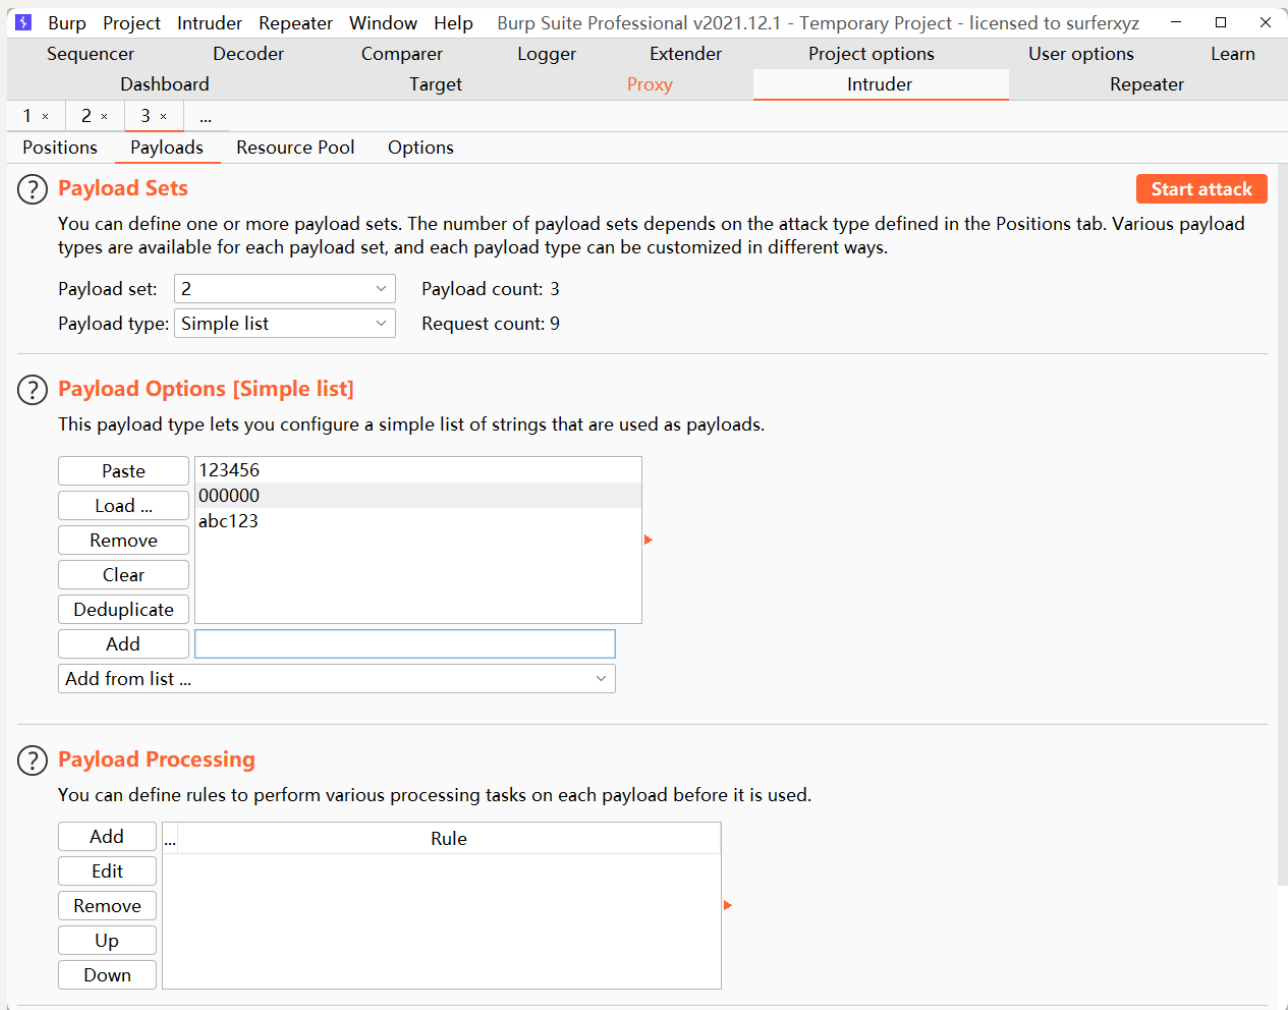 Burp Project Intruder Repeater Window Help Burp Suite Professional v2021.12.1 - Temporary Project - licensed to surferxyz
Sequencer Decoder Comparer Logger Extender Project options User options Learn
Dashboard Target Proxy Intruder Repeater
1 × 2 × 3 × ...
Positions Payloads Resource Pool Options
? Payload Sets Start attack
You can define one or more payload sets. The number of payload sets depends on the attack type defined in the Positions tab. Various payload
types are available for each payload set, and each payload type can be customized in different ways.
Payload set: 2 Payload count: 3
Payload type: Simple list Request count: 9
? Payload Options [Simple list]
This payload type lets you configure a simple list of strings that are used as payloads.
Paste 123456
000000
Load ...
abc123
Remove
Clear
Deduplicate
Add
Add from list ...
? Payload Processing
You can define rules to perform various processing tasks on each payload before it is used.
Add ... Rule
Edit
Remove
Up
Down